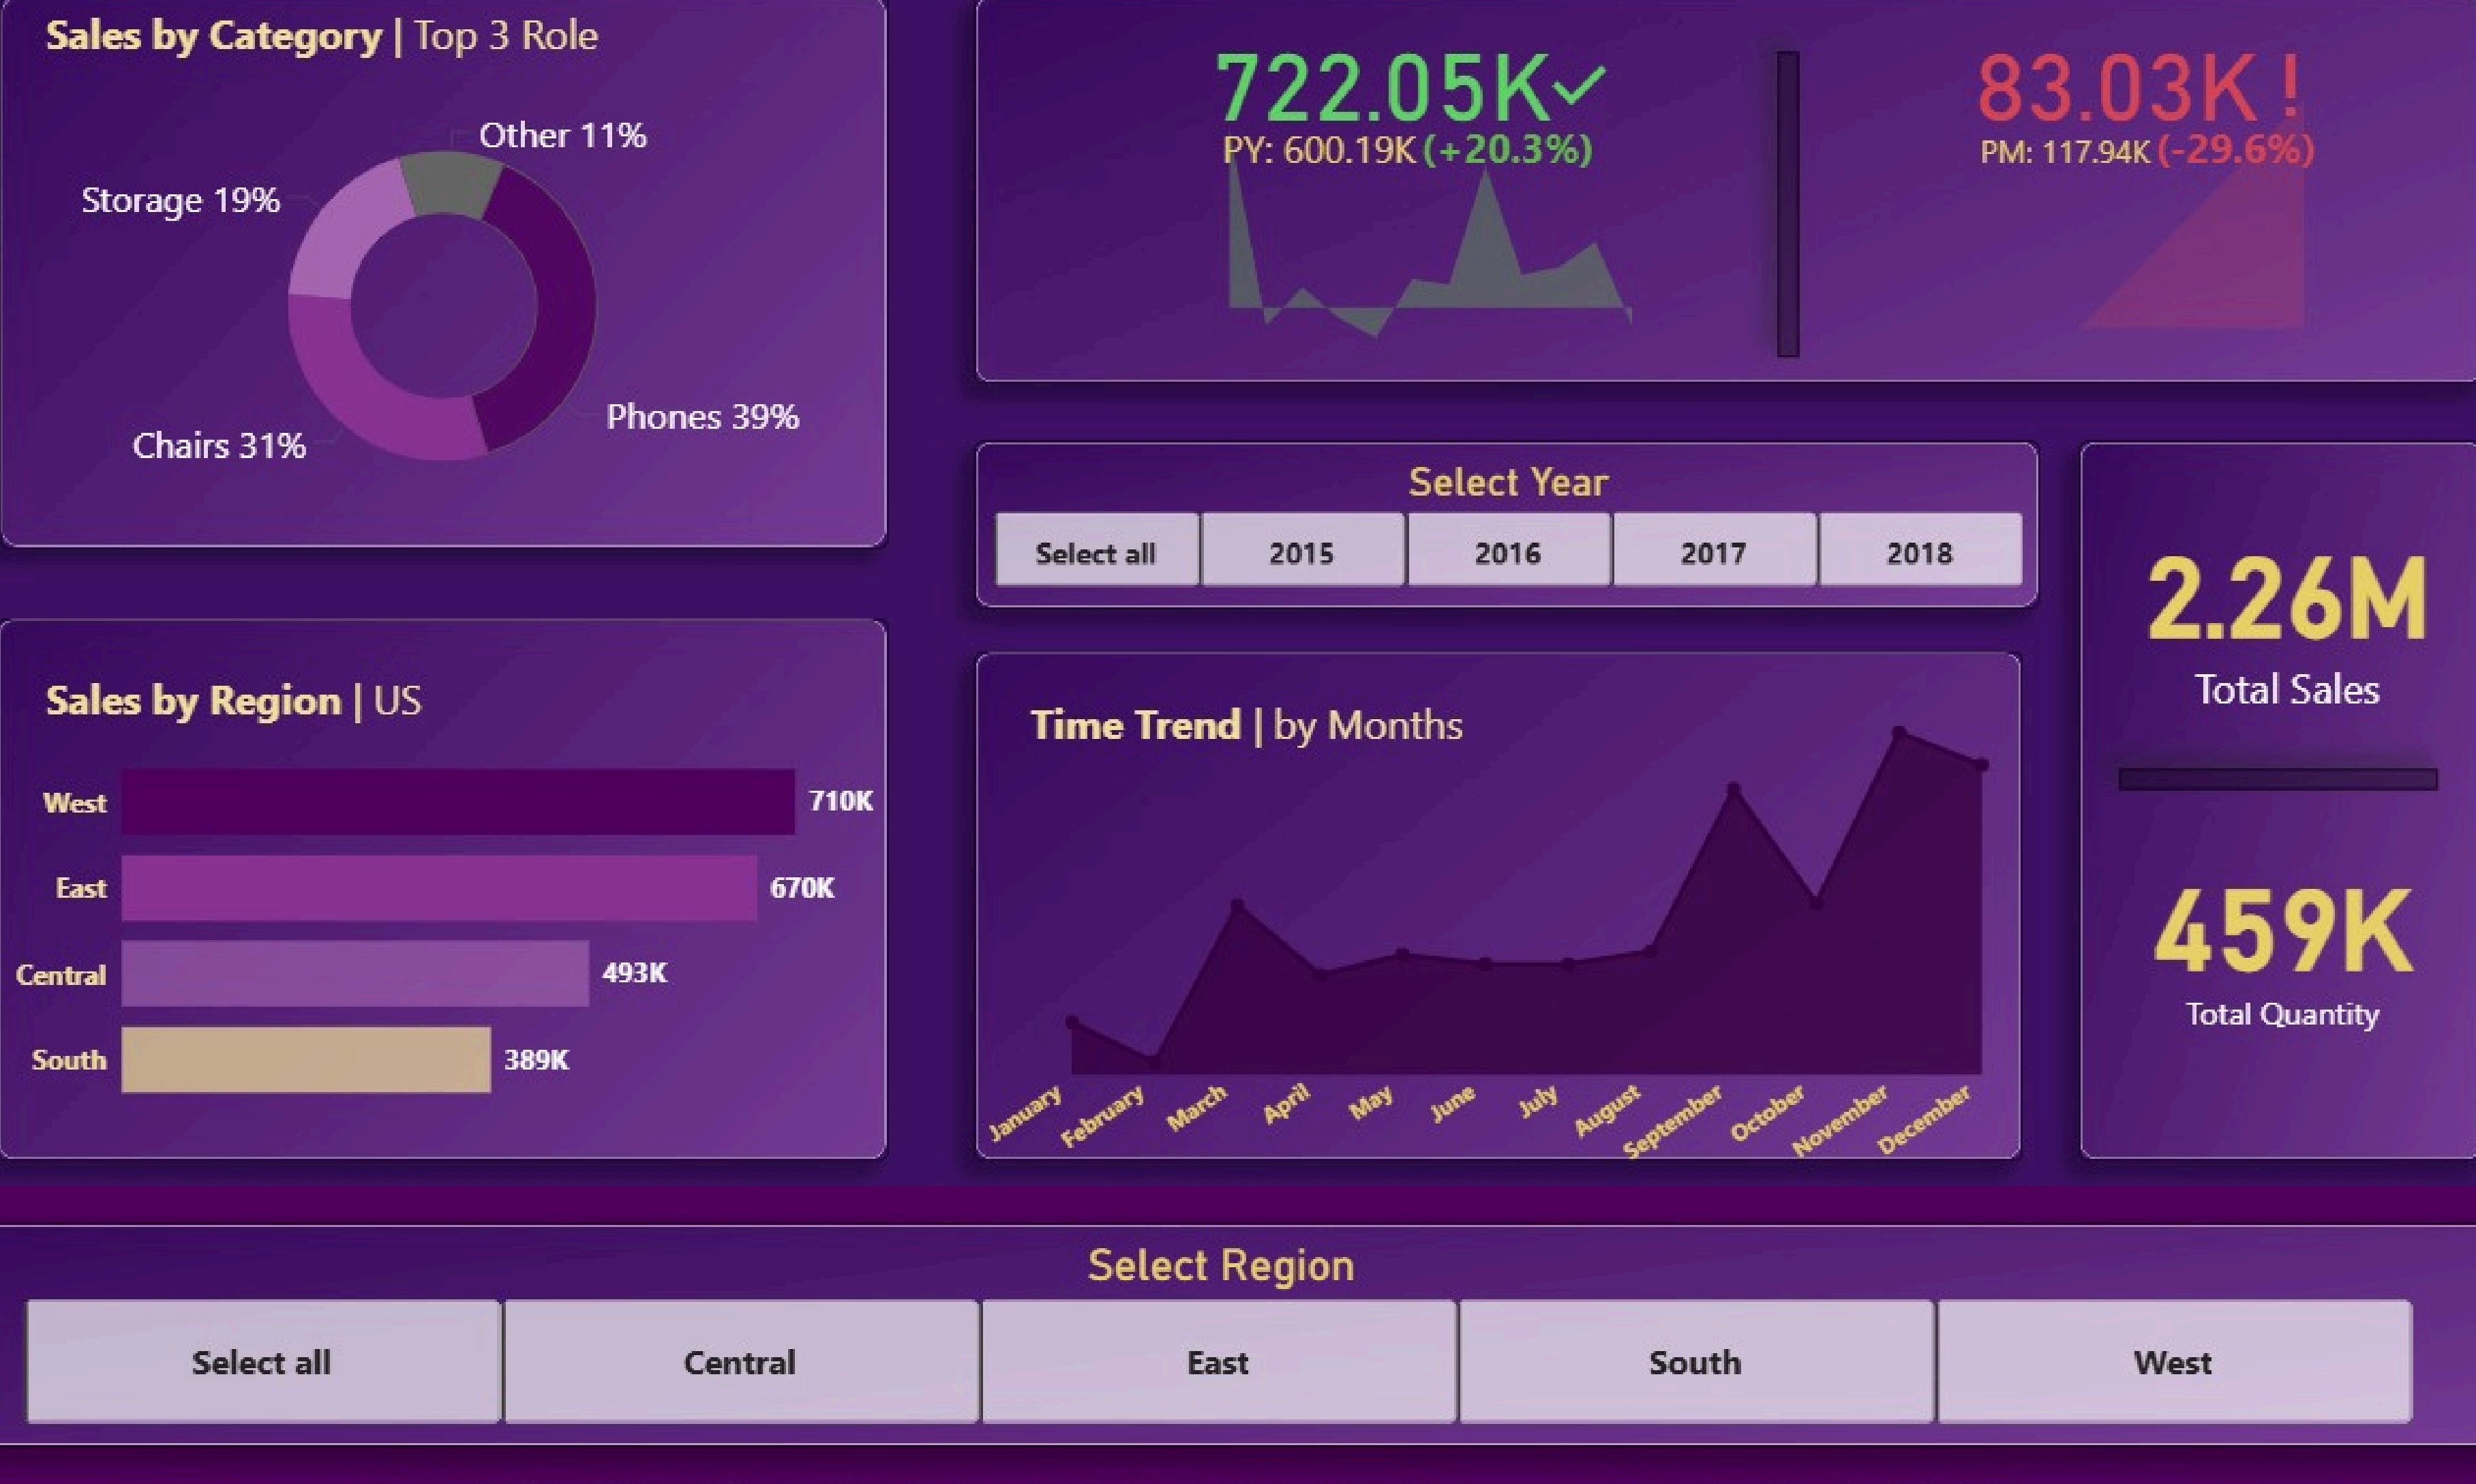 Sales by Category | Top 3 Role
Other 11%
Storage 19%
Chairs 31%
Phones 39%
722.05K✓
PY: 600.19K (+20.3%)
83.03K !
PM: 117.94K (-29.6%)
Select Year
Select all
2015
2016
2017
2018
2.26M
Total Sales
459K
Total Quantity
Sales by Region | US
West 710K
East 670K
Central 493K
South 389K
Time Trend | by Months
January
February
March
April
May
June
July
August
September
October
November
December
Select Region
Select all
Central
East
South
West